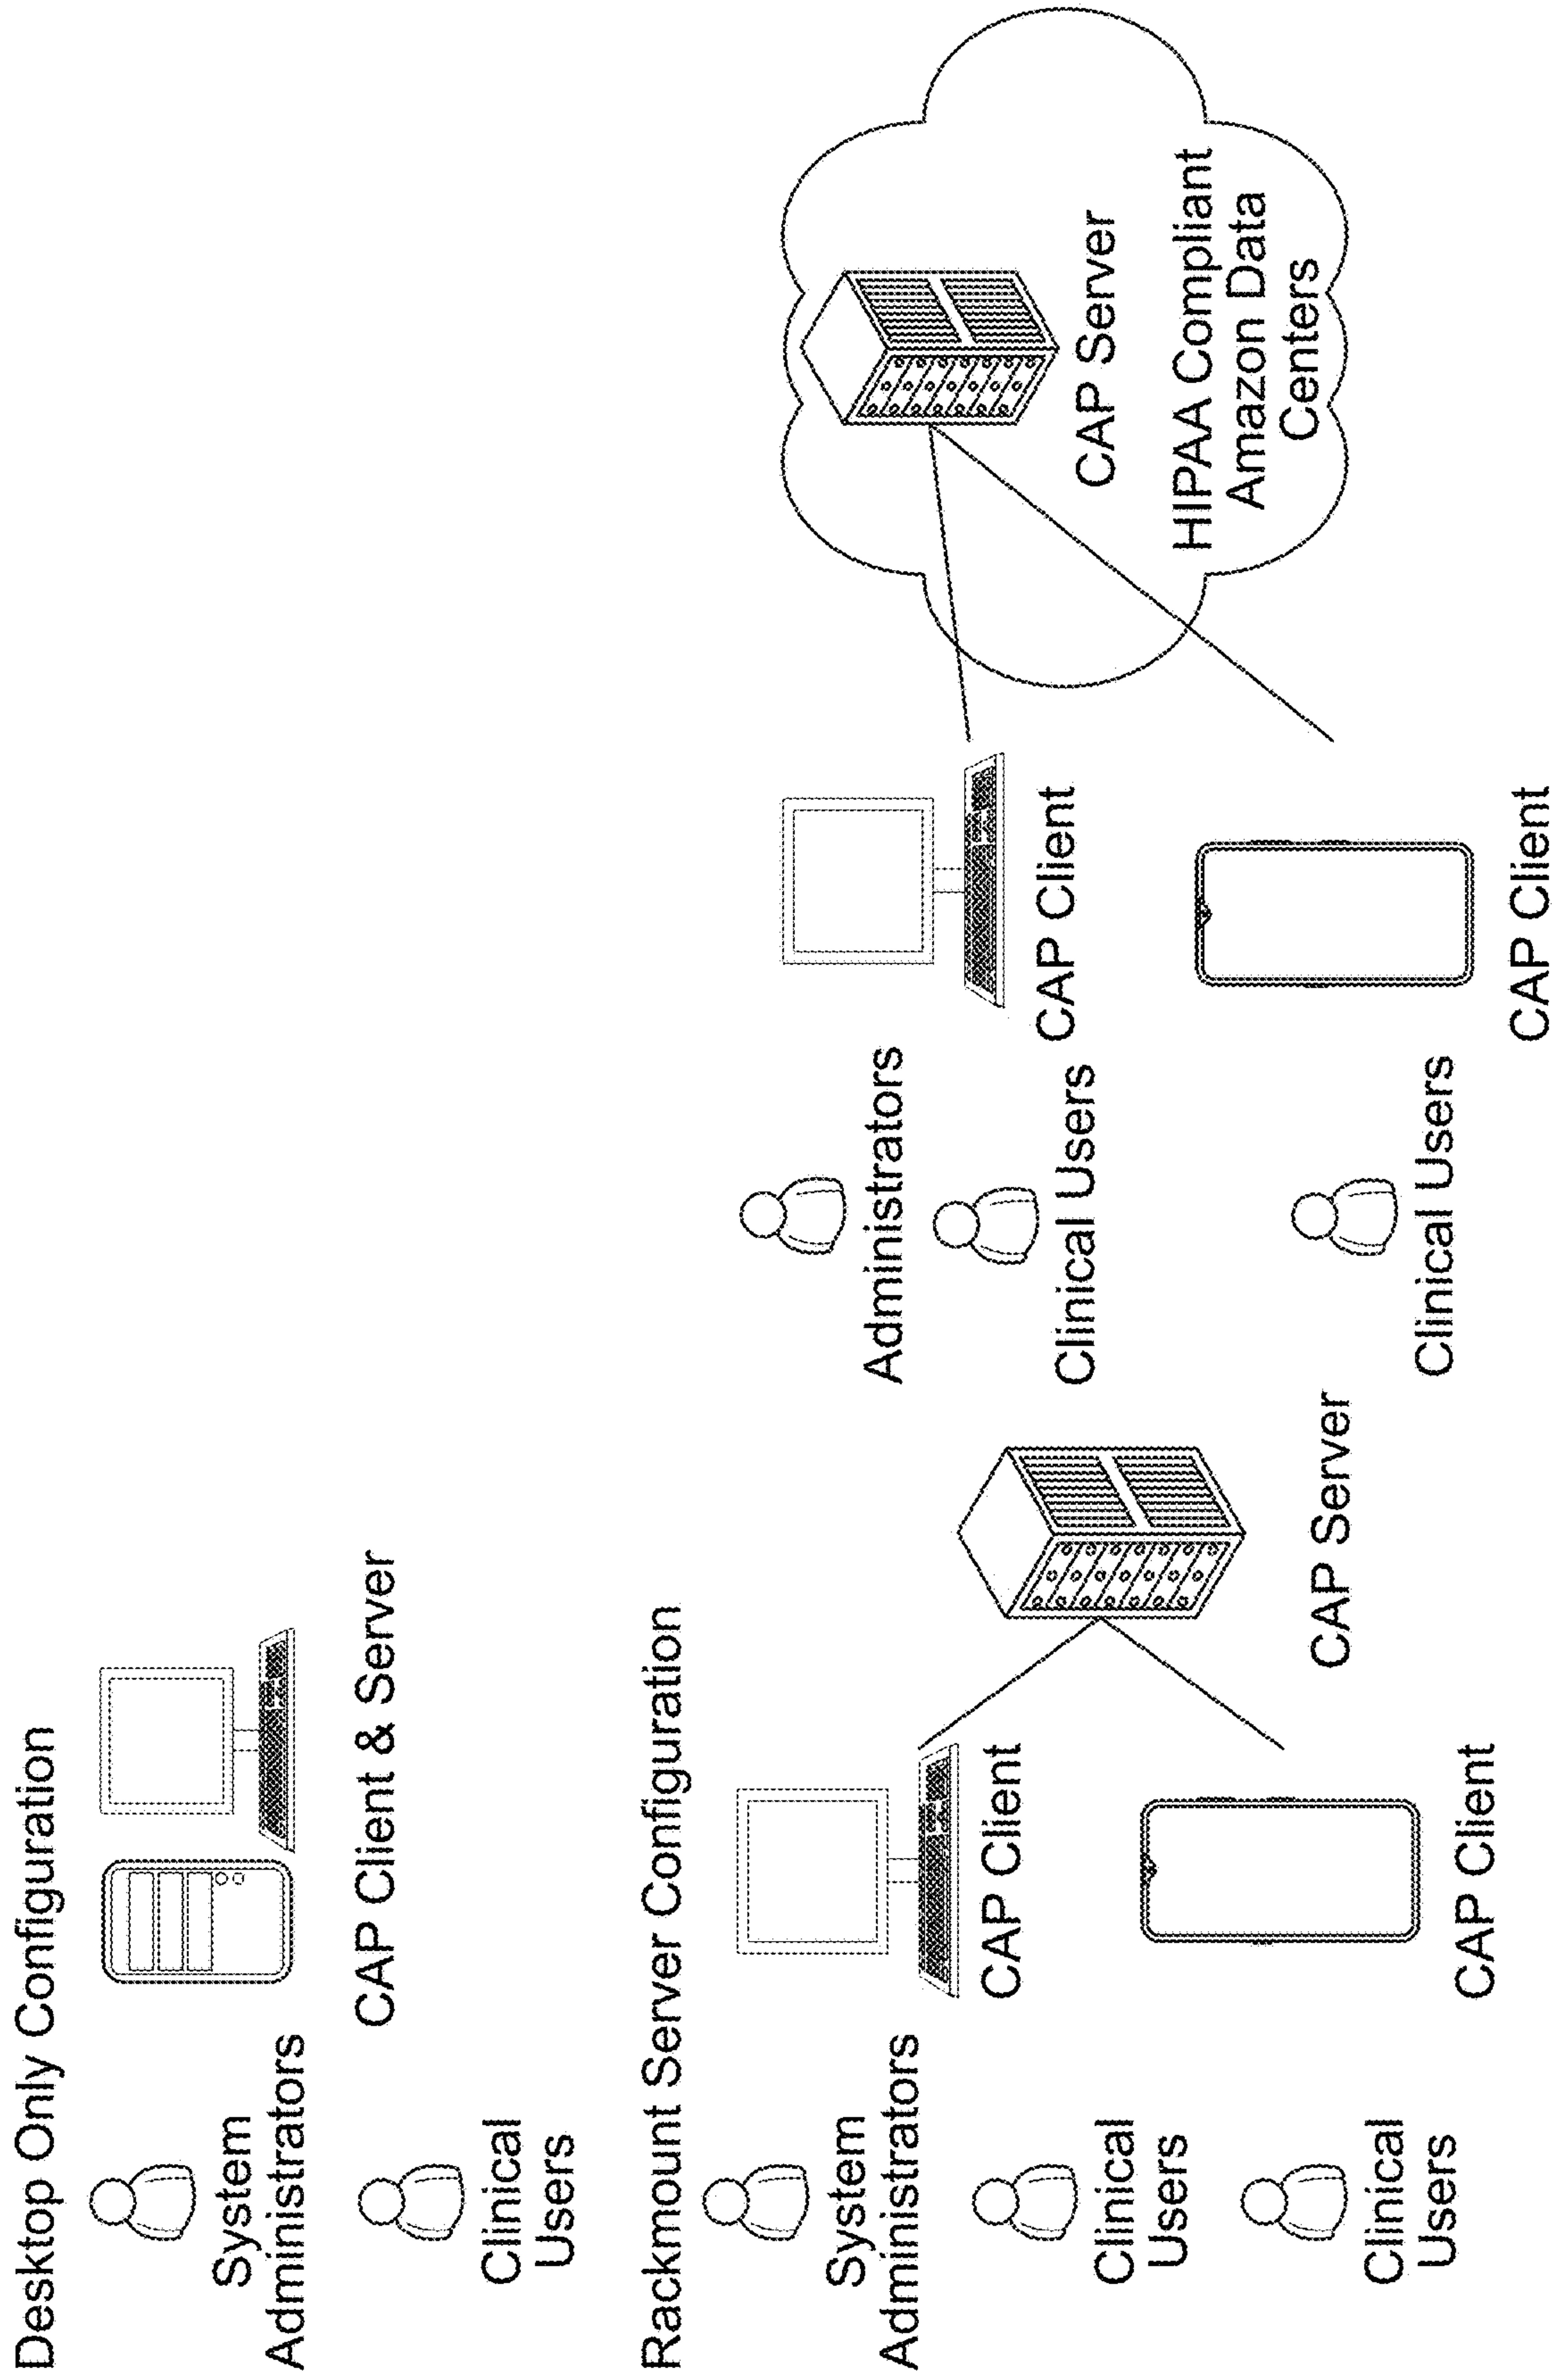 Desktop Only Configuration
System
Administrators
CAP Client & Server
Clinical
Users
Rackmount Server Configuration
System
Administrators
CAP Client
Clinical
Users
CAP Server
Clinical
Users
CAP Client
Administrators
Clinical Users
CAP Client
CAP Server
HIPAA Compliant
Amazon Data
Centers
Clinical Users
CAP Client